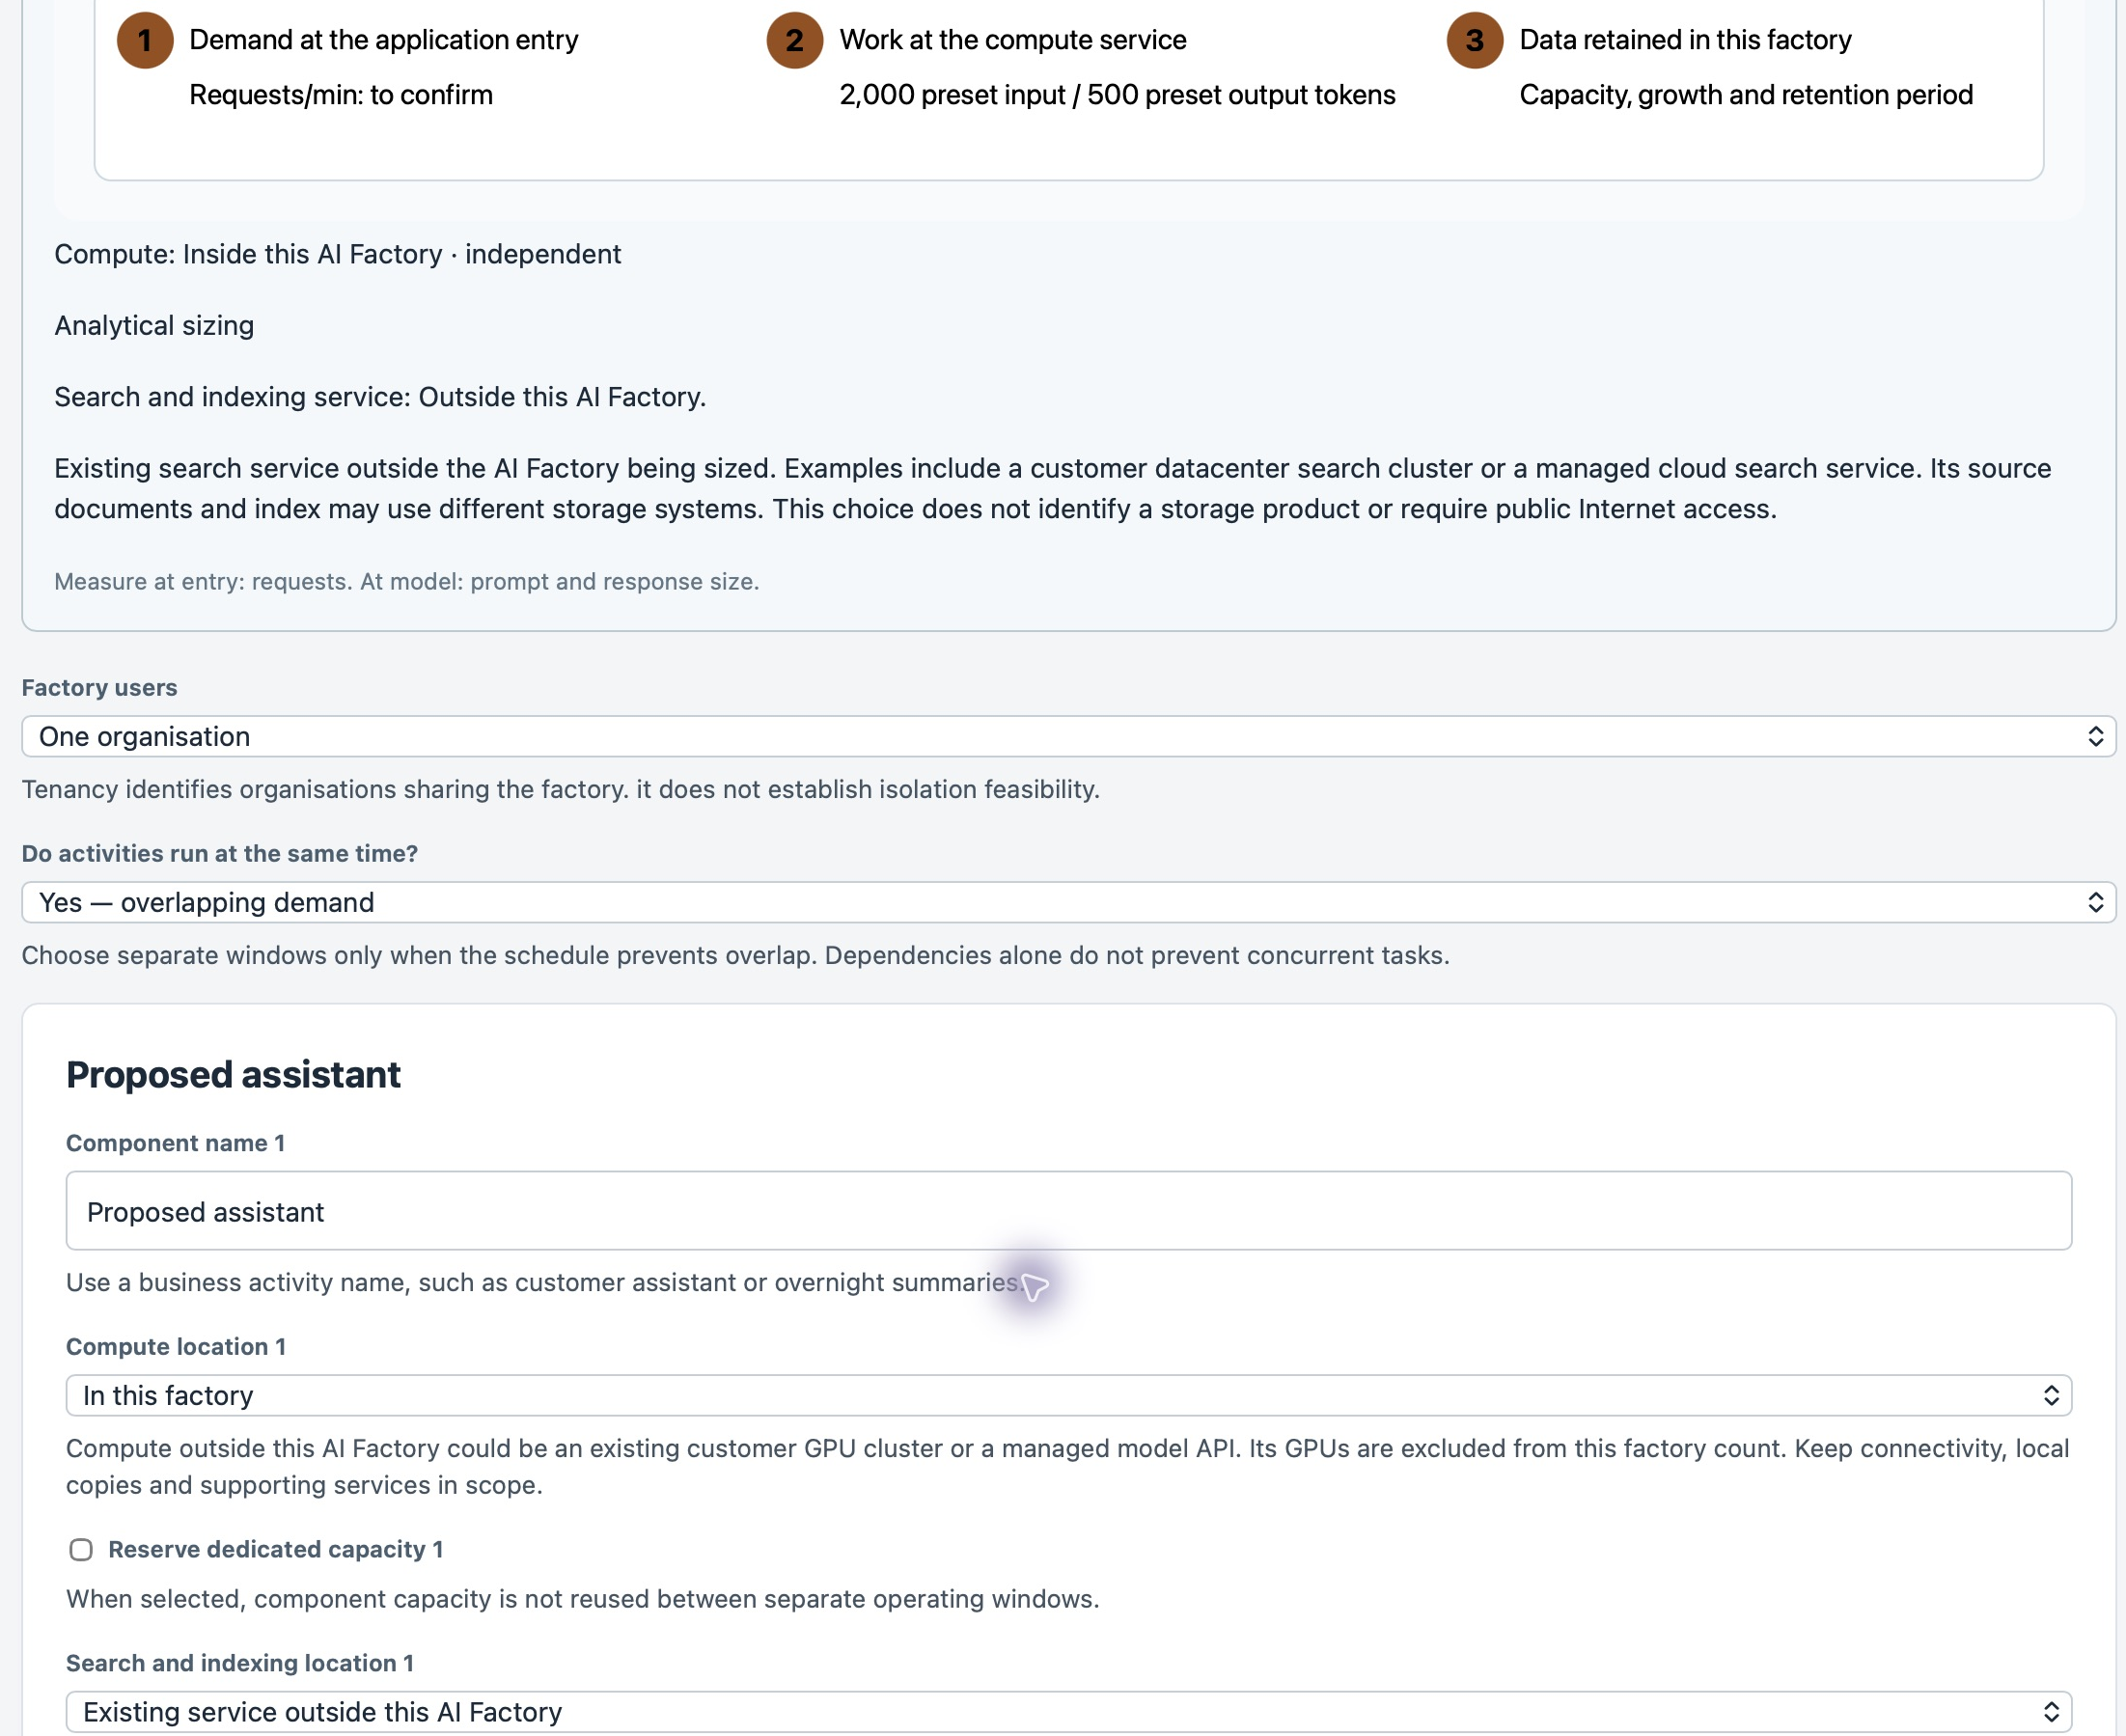 1 Demand at the application entry
Requests/min: to confirm
2 Work at the compute service
2,000 preset input / 500 preset output tokens
3 Data retained in this factory
Capacity, growth and retention period
Compute: Inside this AI Factory · independent
Analytical sizing
Search and indexing service: Outside this AI Factory.
Existing search service outside the AI Factory being sized. Examples include a customer datacenter search cluster or a managed cloud search service. Its source
documents and index may use different storage systems. This choice does not identify a storage product or require public Internet access.
Measure at entry: requests. At model: prompt and response size.
Factory users
One organisation
Tenancy identifies organisations sharing the factory. it does not establish isolation feasibility.
Do activities run at the same time?
Yes — overlapping demand
Choose separate windows only when the schedule prevents overlap. Dependencies alone do not prevent concurrent tasks.
Proposed assistant
Component name 1
Proposed assistant
Use a business activity name, such as customer assistant or overnight summaries.
Compute location 1
In this factory
Compute outside this AI Factory could be an existing customer GPU cluster or a managed model API. Its GPUs are excluded from this factory count. Keep connectivity, local
copies and supporting services in scope.
Reserve dedicated capacity 1
When selected, component capacity is not reused between separate operating windows.
Search and indexing location 1
Existing service outside this AI Factory